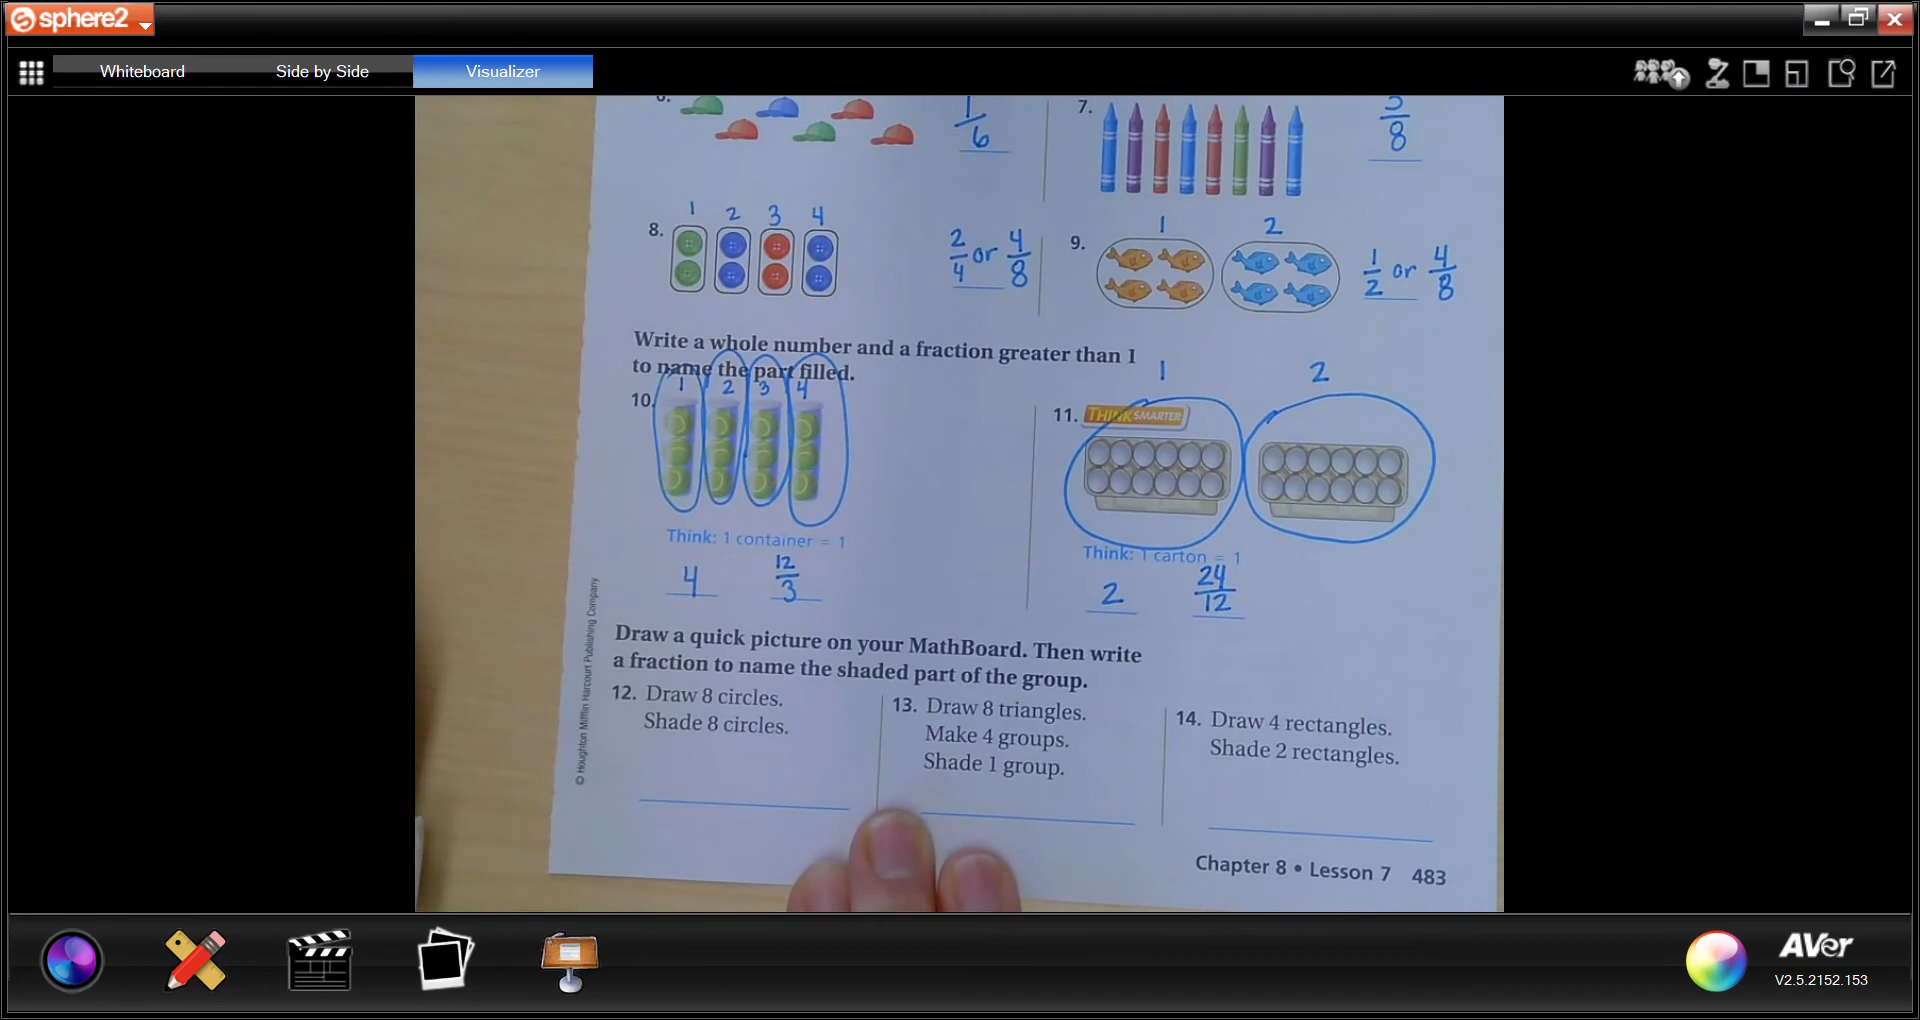 sphere2
Whiteboard Side by Side Visualizer
1/6
7.
/8
1 2 3 4
8.
2/4 or 4/8
9.
1 2
1/2 or 4/8
Write a whole number and a fraction greater than 1
to name the part filled.
10.
1 2 3 4
Think: 1 container = 1
4 12/3
11. THINK SMARTER
1 2
Think: 1 carton = 1
2 24/12
Draw a quick picture on your MathBoard. Then write
a fraction to name the shaded part of the group.
12. Draw 8 circles.
Shade 8 circles.
13. Draw 8 triangles.
Make 4 groups.
Shade 1 group.
14. Draw 4 rectangles.
Shade 2 rectangles.
© Houghton Mifflin Harcourt Publishing Company
Chapter 8 • Lesson 7 483
AVer
V2.5.2152.153